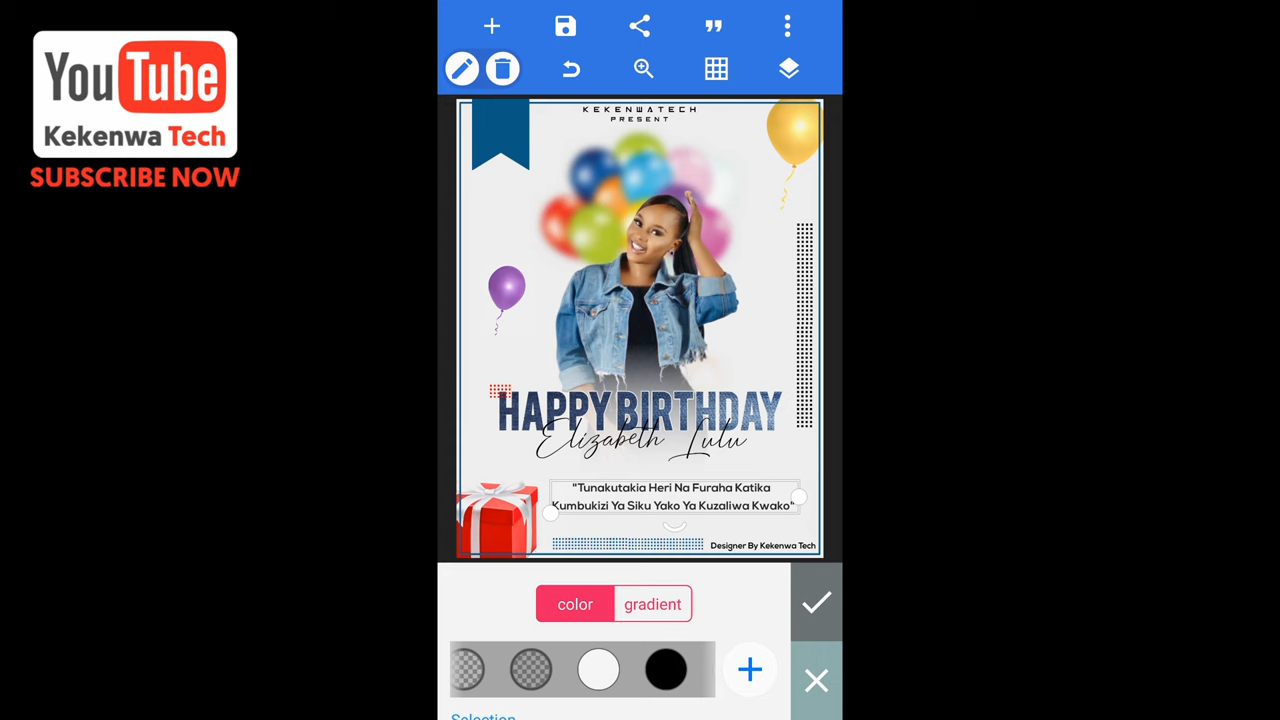 YouTube
Kekenwa Tech
SUBSCRIBE NOW
KEKENWATECH
PRESENT
HAPPY BIRTHDAY
Elizabeth Lulu
"Tunakutakia Heri Na Furaha Katika
Kumbukizi Ya Siku Yako Ya Kuzaliwa Kwako"
Designer By Kekenwa Tech
color gradient
Selection